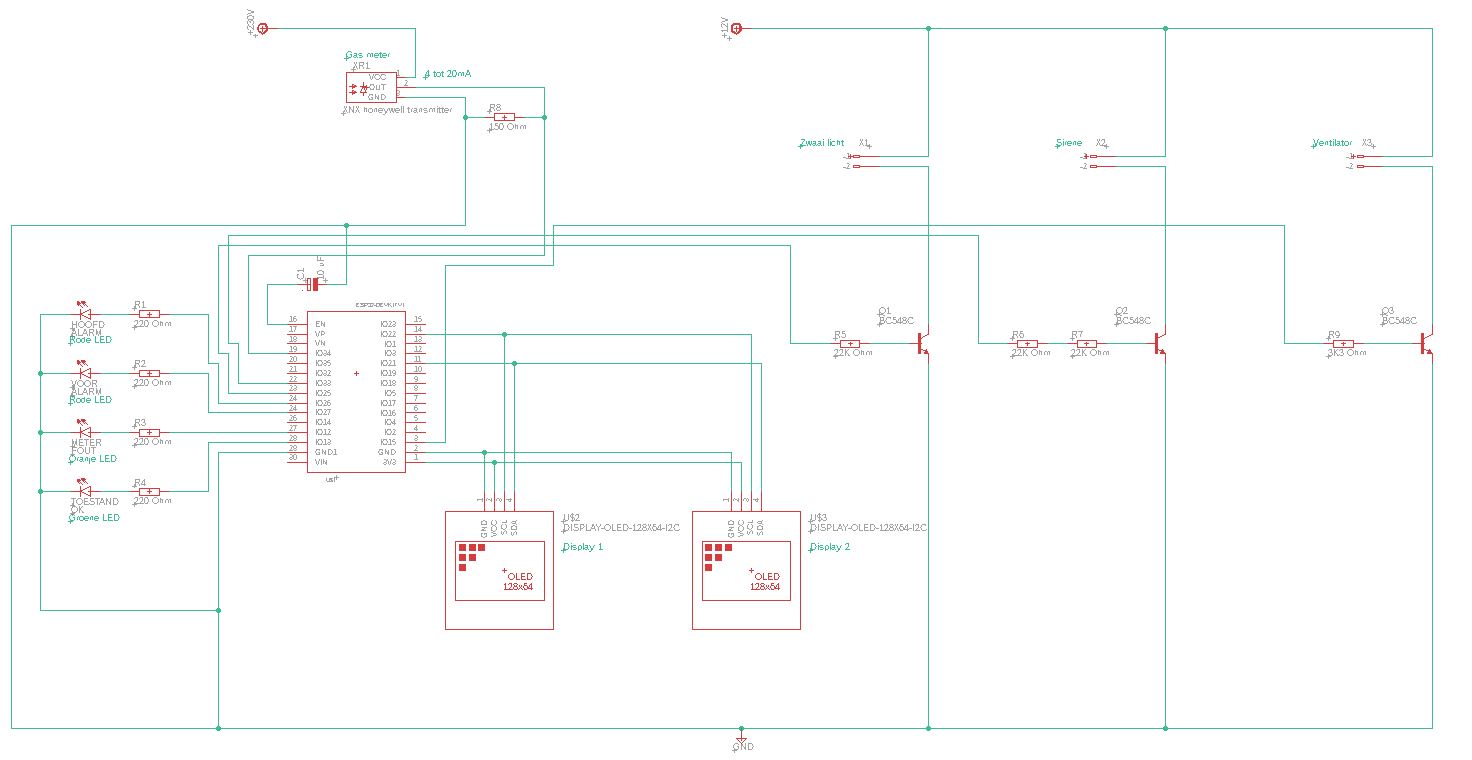 +230V
+12V
Gas meter
XR1
VCC 1
OUT 2
GND 3
4 tot 20mA
XNX honeywell transmitter
R8
150 Ohm
Zwaai licht X1
-1
-2
Sirene X2
-1
-2
Ventilator X3
-1
-2
C1
10 uF
R1
220 Ohm
HOOFD
ALARM
Rode LED
R2
220 Ohm
VOOR
ALARM
Rode LED
R3
220 Ohm
METER
FOUT
Oranje LED
R4
220 Ohm
TOESTAND
OK
Groene LED
16 EN IO23 15
17 VP IO22 14
18 VN IO1 13
19 IO34 IO3 12
20 IO35 IO21 11
21 IO32 IO19 10
22 IO33 IO18 9
23 IO25 IO5 8
24 IO26 IO17 7
24 IO27 IO16 6
26 IO14 IO4 5
27 IO12 IO2 4
28 IO13 IO15 3
29 GND1 GND 2
30 VIN 3V3 1
R5
22K Ohm
Q1
BC548C
R6
22K Ohm
R7
22K Ohm
Q2
BC548C
R9
3K3 Ohm
Q3
BC548C
1 2 3 4
GND VCC SCL SDA
OLED
128x64
U$2
DISPLAY-OLED-128X64-I2C
Display 1
1 2 3 4
GND VCC SCL SDA
OLED
128x64
U$3
DISPLAY-OLED-128X64-I2C
Display 2
GND